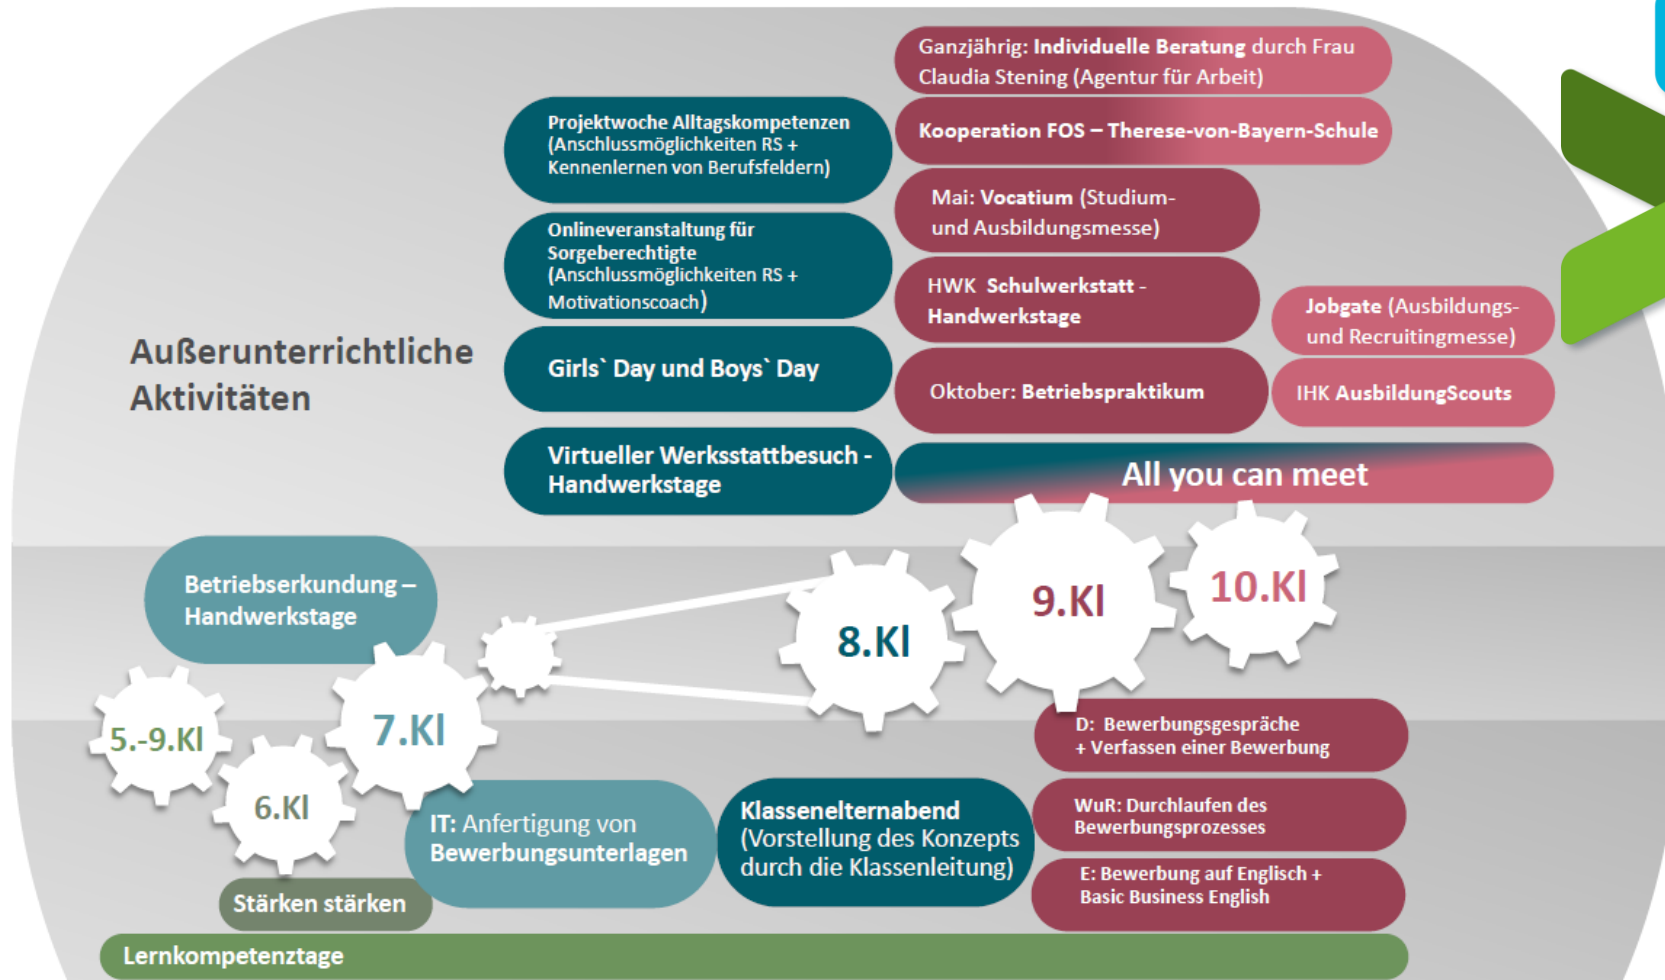 Ganzjährig: Individuelle Beratung durch Frau
Claudia Stening (Agentur für Arbeit)
Projektwoche Alltagskompetenzen
(Anschlussmöglichkeiten RS +
Kennenlernen von Berufsfeldern)
Kooperation FOS – Therese-von-Bayern-Schule
Mai: Vocatium (Studium-
und Ausbildungsmesse)
Onlineveranstaltung für
Sorgeberechtigte
(Anschlussmöglichkeiten RS +
Motivationscoach)
HWK Schulwerkstatt -
Handwerkstage
Jobgate (Ausbildungs-
und Recruitingmesse)
Außerunterrichtliche
Aktivitäten
Girls` Day und Boys` Day
Oktober: Betriebspraktikum
IHK AusbildungScouts
Virtueller Werksstattbesuch -
Handwerkstage
All you can meet
Betriebserkundung –
Handwerkstage
5.-9.Kl
6.Kl
7.Kl
8.Kl
9.Kl
10.Kl
D: Bewerbungsgespräche
+ Verfassen einer Bewerbung
IT: Anfertigung von
Bewerbungsunterlagen
Klassenelternabend
(Vorstellung des Konzepts
durch die Klassenleitung)
WuR: Durchlaufen des
Bewerbungsprozesses
E: Bewerbung auf Englisch +
Basic Business English
Stärken stärken
Lernkompetenztage